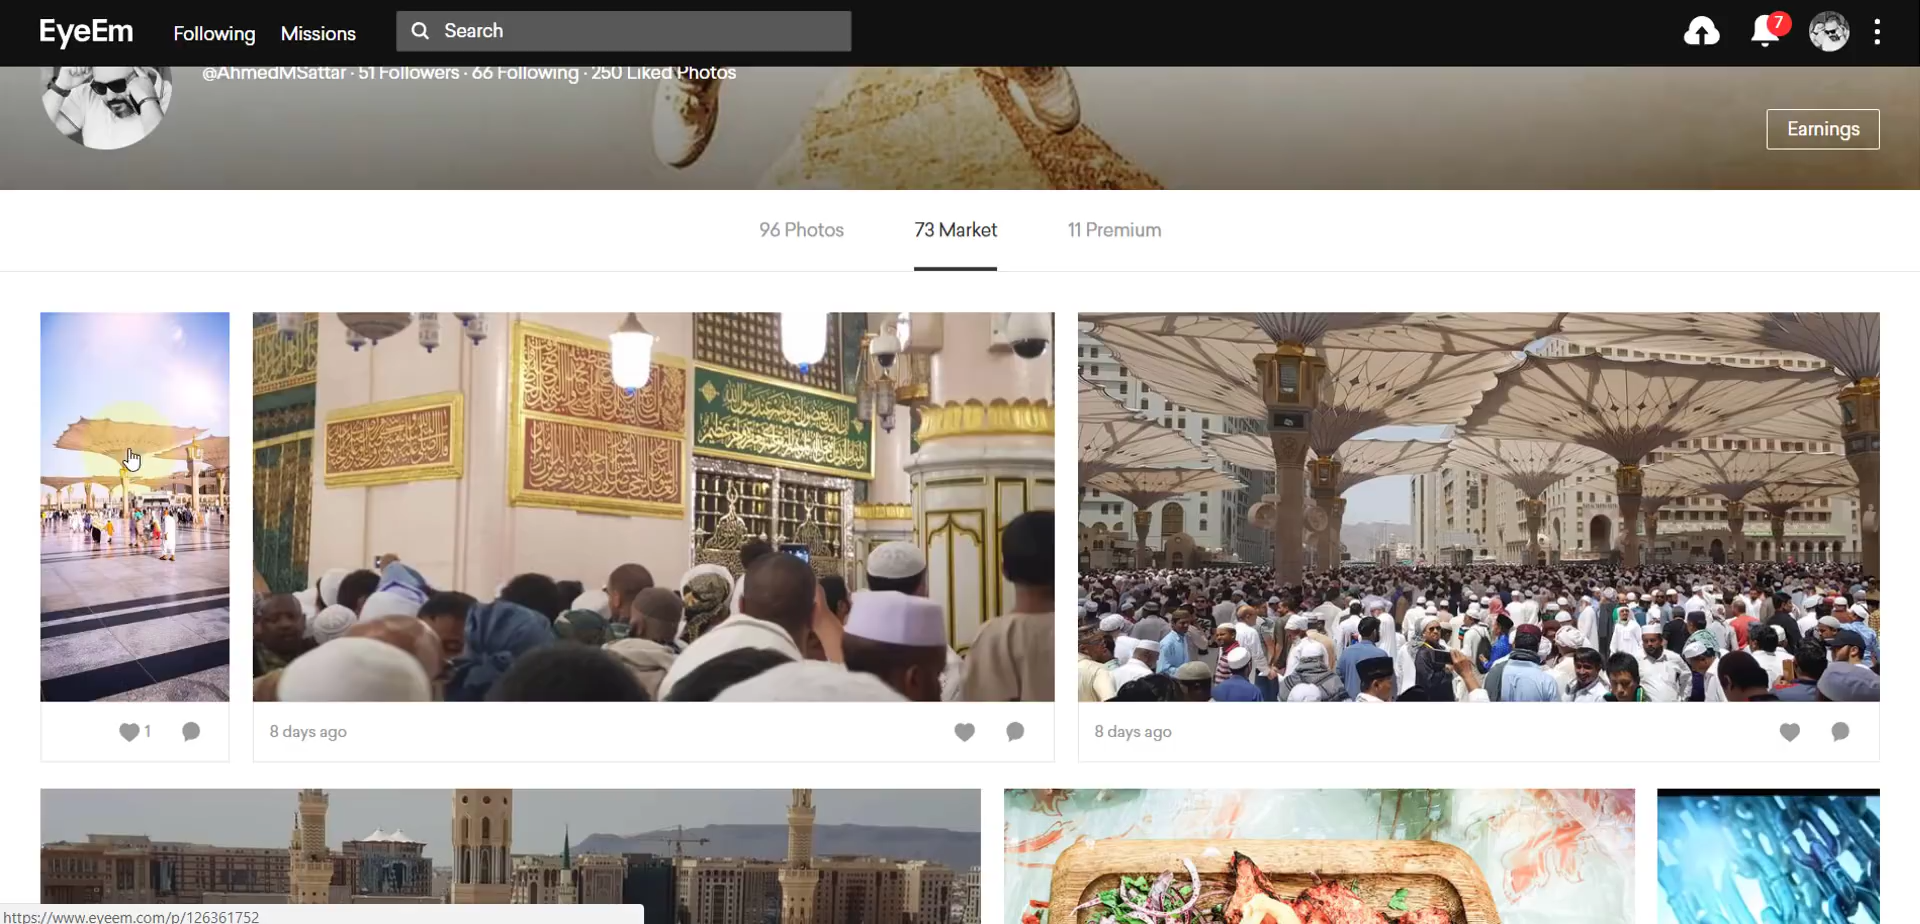 EyeEm
Following
Missions
Search
7
@AhmedMSattar · 51 Followers · 66 Following · 250 Liked Photos
Earnings
96 Photos
73 Market
11 Premium
1
8 days ago
8 days ago
https://www.eyeem.com/p/126361752